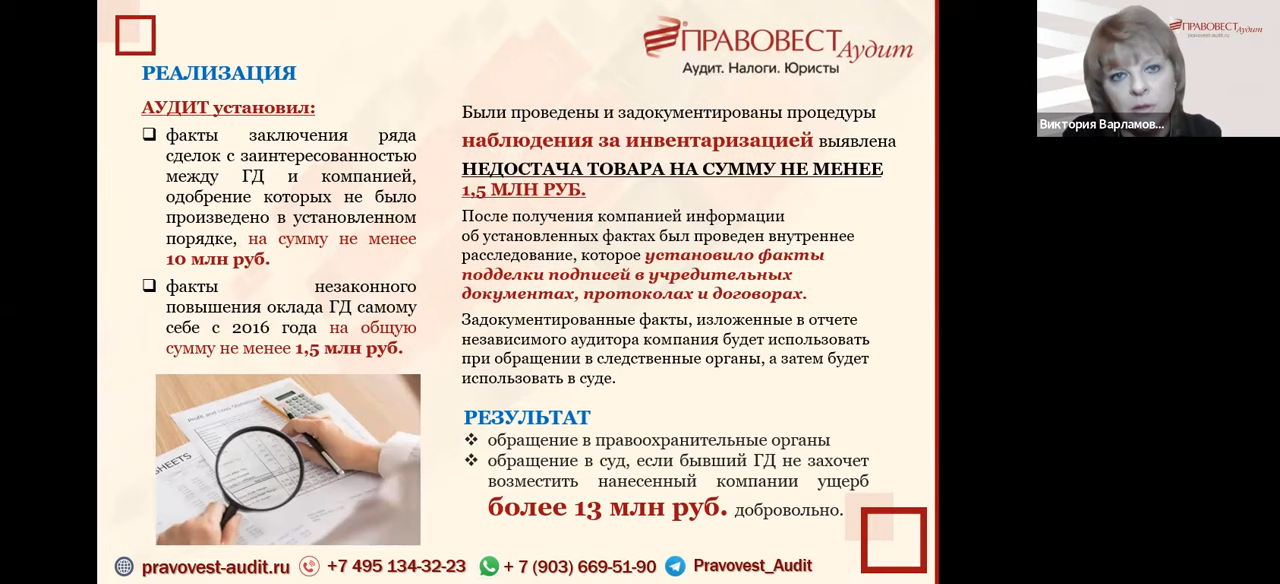 РЕАЛИЗАЦИЯ
АУДИТ установил:
факты заключения ряда
сделок с заинтересованностью
между ГД и компанией,
одобрение которых не было
произведено в установленном
порядке, на сумму не менее
10 млн руб.
факты незаконного
повышения оклада ГД самому
себе с 2016 года на общую
сумму не менее 1,5 млн руб.
ПРАВОВЕСТ Аудит
Аудит. Налоги. Юристы
Были проведены и задокументированы процедуры
наблюдения за инвентаризацией выявлена
НЕДОСТАЧА ТОВАРА НА СУММУ НЕ МЕНЕЕ
1,5 МЛН РУБ.
После получения компанией информации
об установленных фактах был проведен внутреннее
расследование, которое установило факты
подделки подписей в учредительных
документах, протоколах и договорах.
Задокументированные факты, изложенные в отчете
независимого аудитора компания будет использовать
при обращении в следственные органы, а затем будет
использовать в суде.
РЕЗУЛЬТАТ
обращение в правоохранительные органы
обращение в суд, если бывший ГД не захочет
возместить нанесенный компании ущерб
более 13 млн руб. добровольно.
pravovest-audit.ru +7 495 134-32-23 + 7 (903) 669-51-90 Pravovest_Audit
ПРАВОВЕСТ Аудит
pravovest-audit.ru
Виктория Варламов...